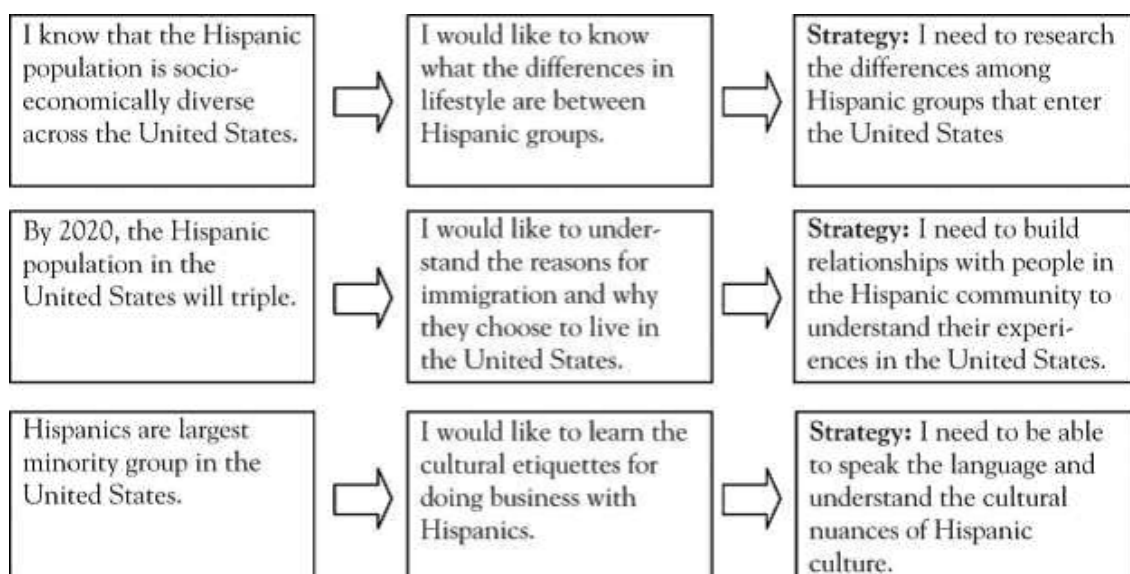 I know that the Hispanic
population is socio-
economically diverse
across the United States.
I would like to know
what the differences in
lifestyle are between
Hispanic groups.
Strategy: I need to research
the differences among
Hispanic groups that enter
the United States
By 2020, the Hispanic
population in the
United States will triple.
I would like to under-
stand the reasons for
immigration and why
they choose to live in
the United States.
Strategy: I need to build
relationships with people in
the Hispanic community to
understand their experi-
ences in the United States.
Hispanics are largest
minority group in the
United States.
I would like to learn the
cultural etiquettes for
doing business with
Hispanics.
Strategy: I need to be able
to speak the language and
understand the cultural
nuances of Hispanic
culture.